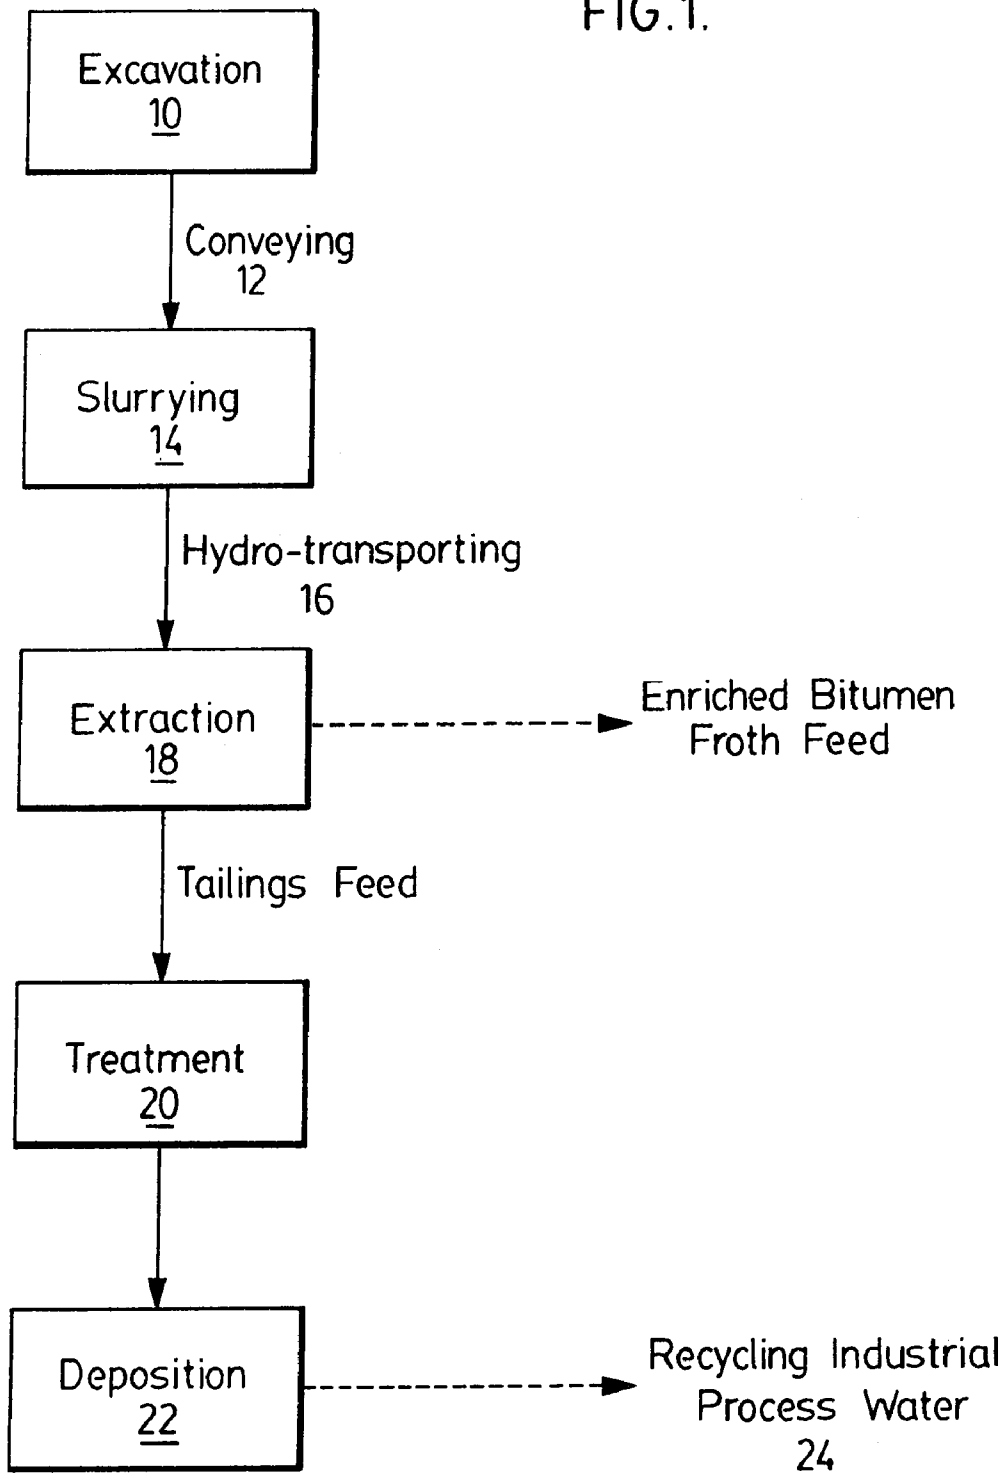 FIG.1.
Excavation
10
Conveying
12
Slurrying
14
Hydro-transporting
16
Extraction
18
Enriched Bitumen
Froth Feed
Tailings Feed
Treatment
20
Deposition
22
Recycling Industrial
Process Water
24